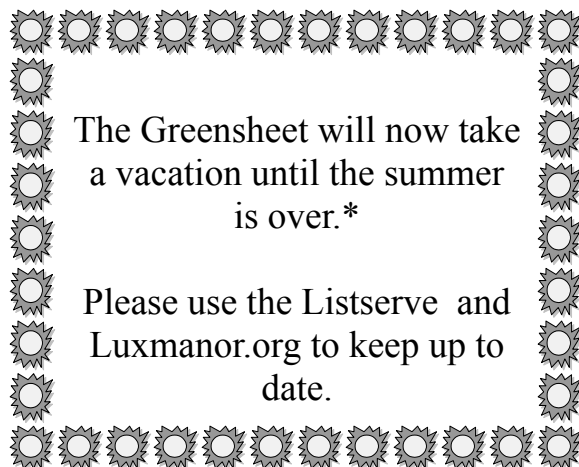 The Greensheet will now take
a vacation until the summer
is over.*
Please use the Listserve  and
Luxmanor.org to keep up to
date.